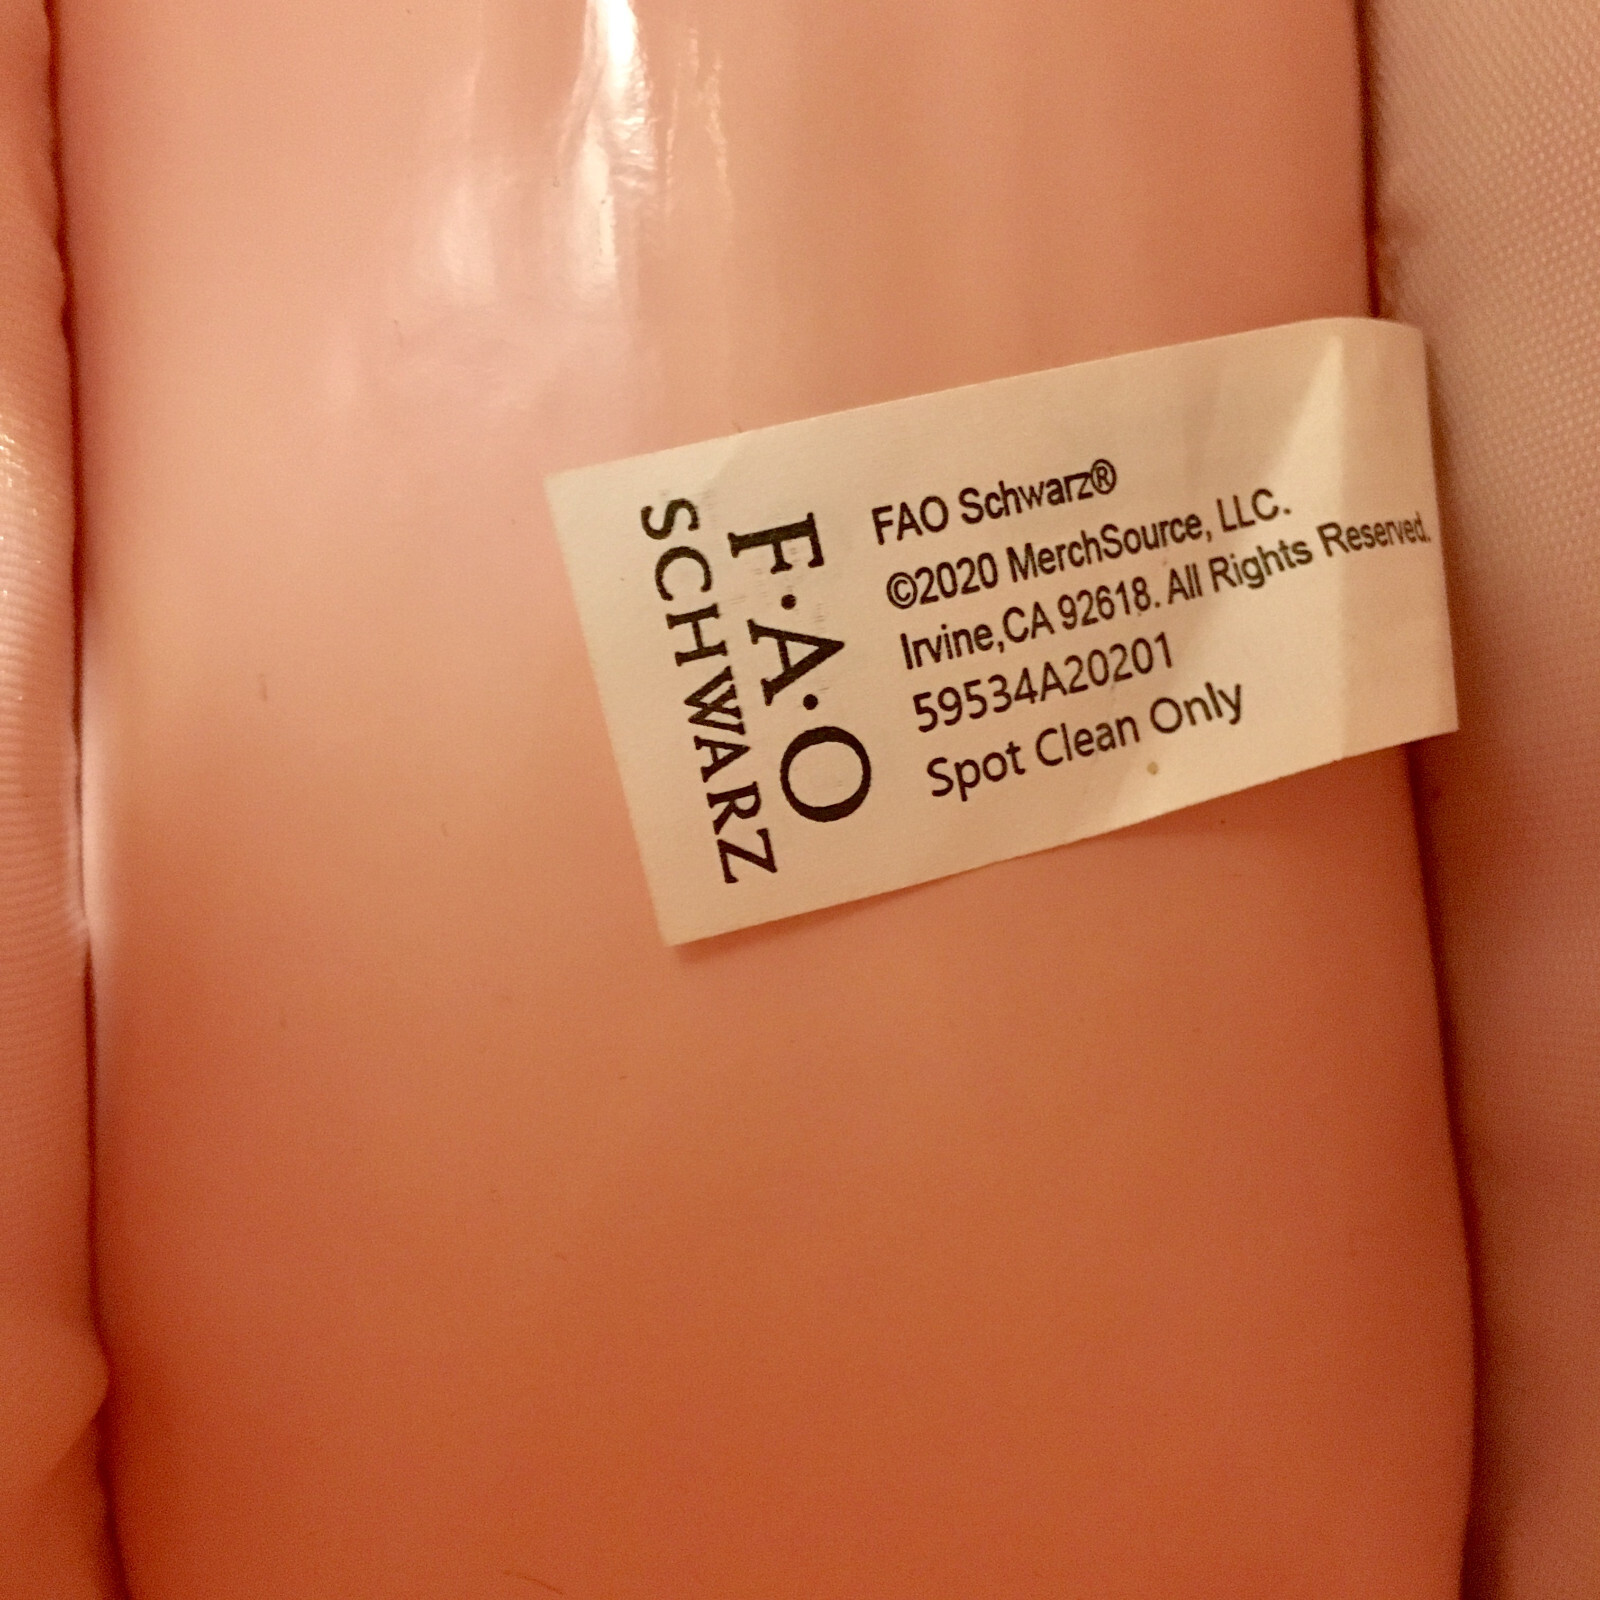 F·A·O
SCHWARZ
FAO Schwarz®
©2020 MerchSource, LLC.
Irvine,CA 92618. All Rights Reserved.
59534A20201
Spot Clean Only